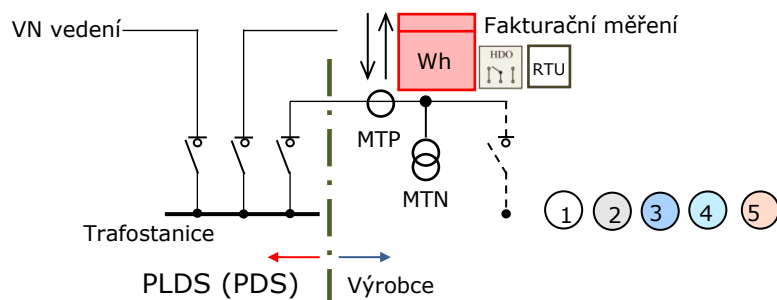 VN vedení
Fakturační měření
Wh
HDO
RTU
MTP
MTN
1 2 3 4 5
Trafostanice
PLDS (PDS)
Výrobce